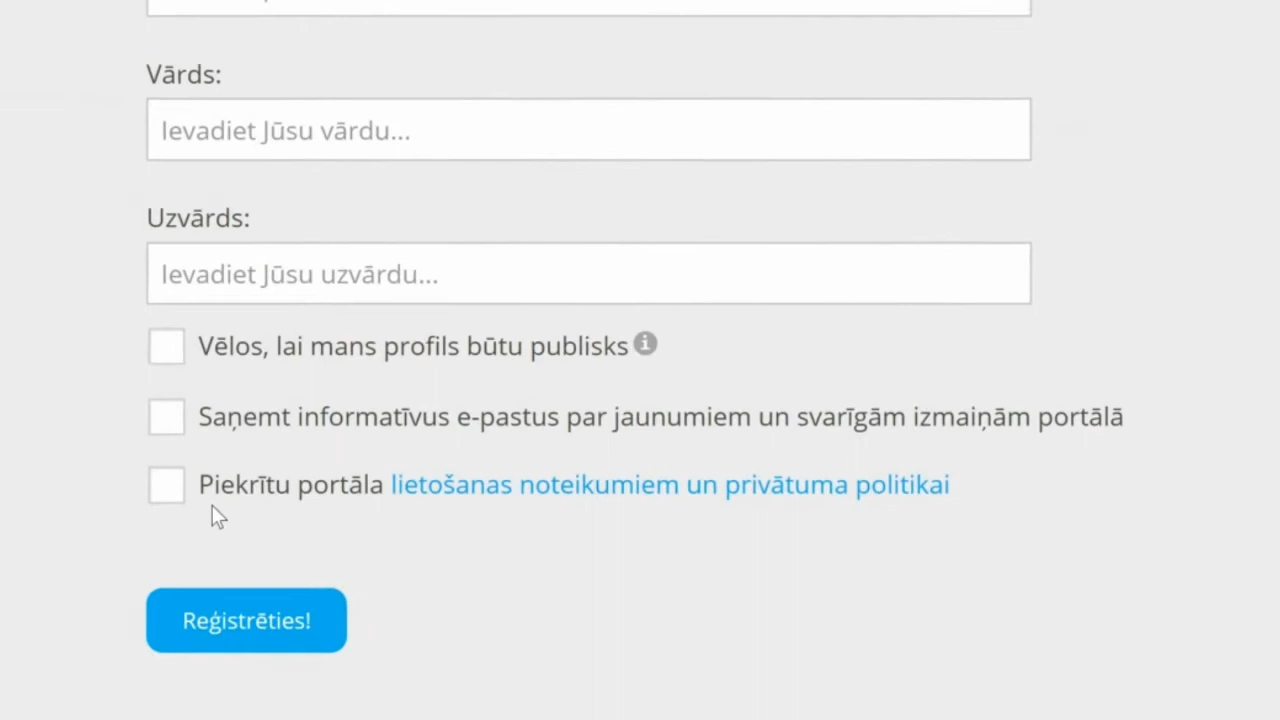 Vārds:
Ievadiet Jūsu vārdu...
Uzvārds:
Ievadiet Jūsu uzvārdu...
Vēlos, lai mans profils būtu publisks
Saņemt informatīvus e-pastus par jaunumiem un svarīgām izmaiņām portālā
Piekrītu portāla lietošanas noteikumiem un privātuma politikai
Reģistrēties!